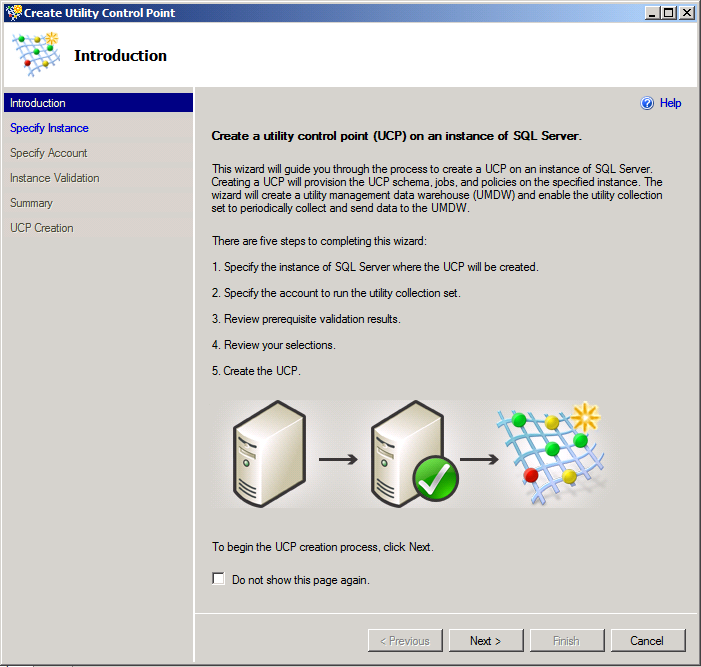 Create Utility Control Point
Introduction
Introduction
Specify Instance
Specify Account
Instance Validation
Summary
UCP Creation
Help
Create a utility control point (UCP) on an instance of SQL Server.
This wizard will guide you through the process to create a UCP on an instance of SQL Server.
Creating a UCP will provision the UCP schema, jobs, and policies on the specified instance. The
wizard will create a utility management data warehouse (UMDW) and enable the utility collection
set to periodically collect and send data to the UMDW.
There are five steps to completing this wizard:
1. Specify the instance of SQL Server where the UCP will be created.
2. Specify the account to run the utility collection set.
3. Review prerequisite validation results.
4. Review your selections.
5. Create the UCP.
To begin the UCP creation process, click Next.
Do not show this page again.
< Previous
Next >
Finish
Cancel